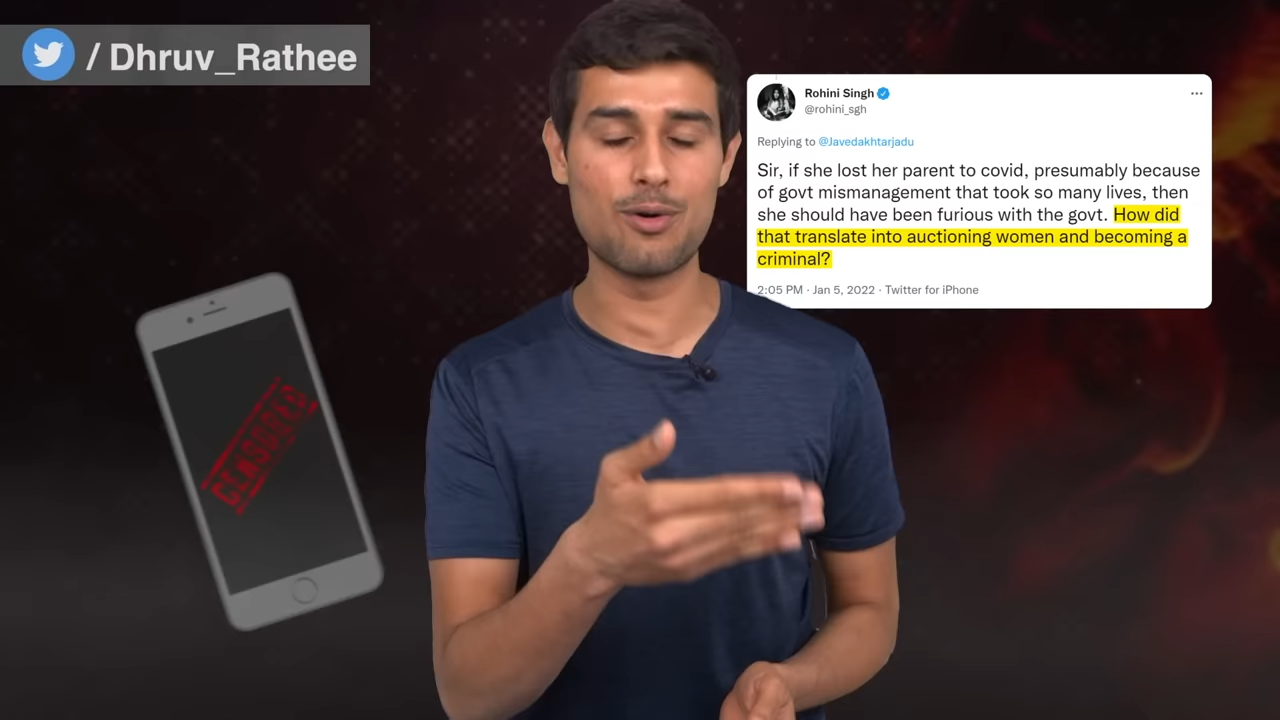 / Dhruv_Rathee
Rohini Singh
@rohini_sgh
Replying to @Javedakhtarjadu
Sir, if she lost her parent to covid, presumably because
of govt mismanagement that took so many lives, then
she should have been furious with the govt. How did
that translate into auctioning women and becoming a
criminal?
2:05 PM · Jan 5, 2022 · Twitter for iPhone
CENSORED